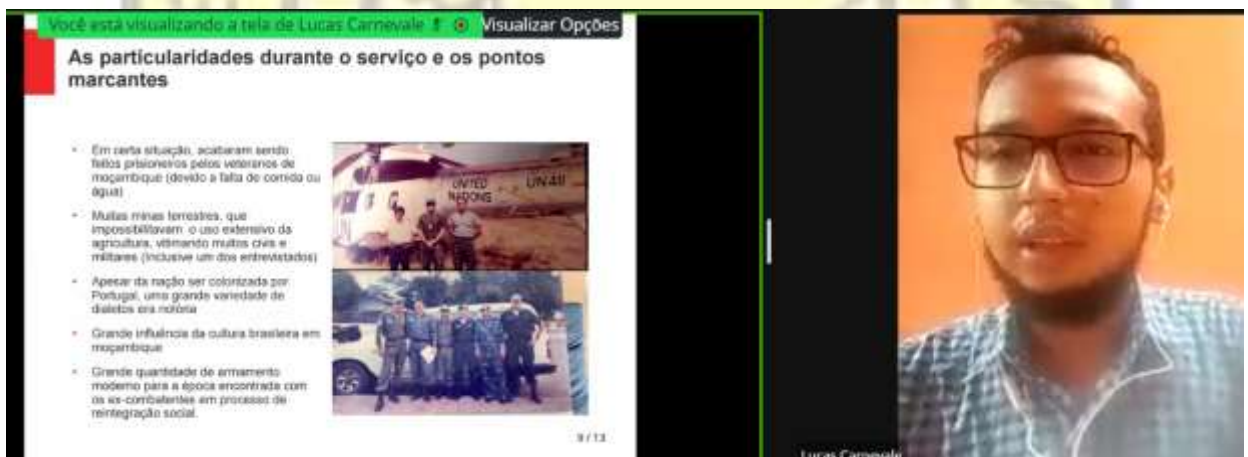 Você está visualizando a tela de Lucas Carnevale
Visualizar Opções
As particularidades durante o serviço e os pontos
marcantes
• Em certa situação, acabaram sendo
feitos prisioneiros pelos veteranos de
moçambique (devido a falta de comida ou
água)
• Muitas minas terrestres, que
impossibilitavam o uso extensivo da
agricultura, vitimando muitos civis e
militares (Inclusive um dos entrevistados)
• Apesar da nação ser colonizada por
Portugal, uma grande variedade de
dialetos era notória
• Grande influência da cultura brasileira em
moçambique
• Grande quantidade de armamento
moderno para a época encontrada com
os ex-combatentes em processo de
reintegração social.
UNITED
NATIONS
9 / 13
Lucas Carnevale